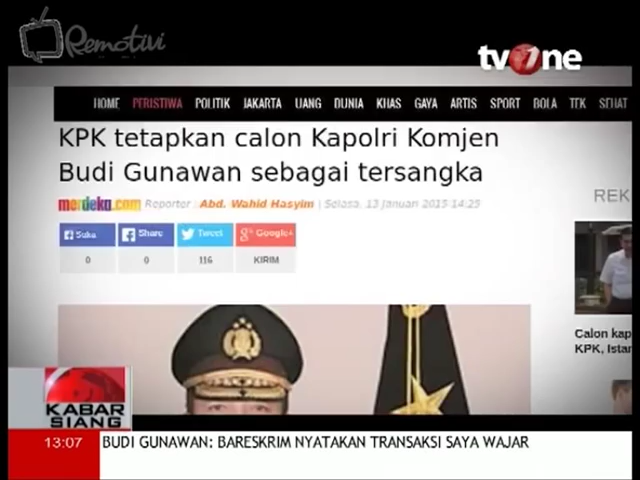 Remotivi
tvOne
HOME PERISTIWA POLITIK JAKARTA UANG DUNIA KHAS GAYA ARTIS SPORT BOLA TEK SEHAT
KPK tetapkan calon Kapolri Komjen
Budi Gunawan sebagai tersangka
merdeka.com Reporter : Abd. Wahid Hasyim | Selasa, 13 Januari 2015 14:25
REK
Suka Share Tweet Google+
0 0 116 KIRIM
Calon kap
KPK, Istan
KABAR
SIANG
13:07 BUDI GUNAWAN: BARESKRIM NYATAKAN TRANSAKSI SAYA WAJAR